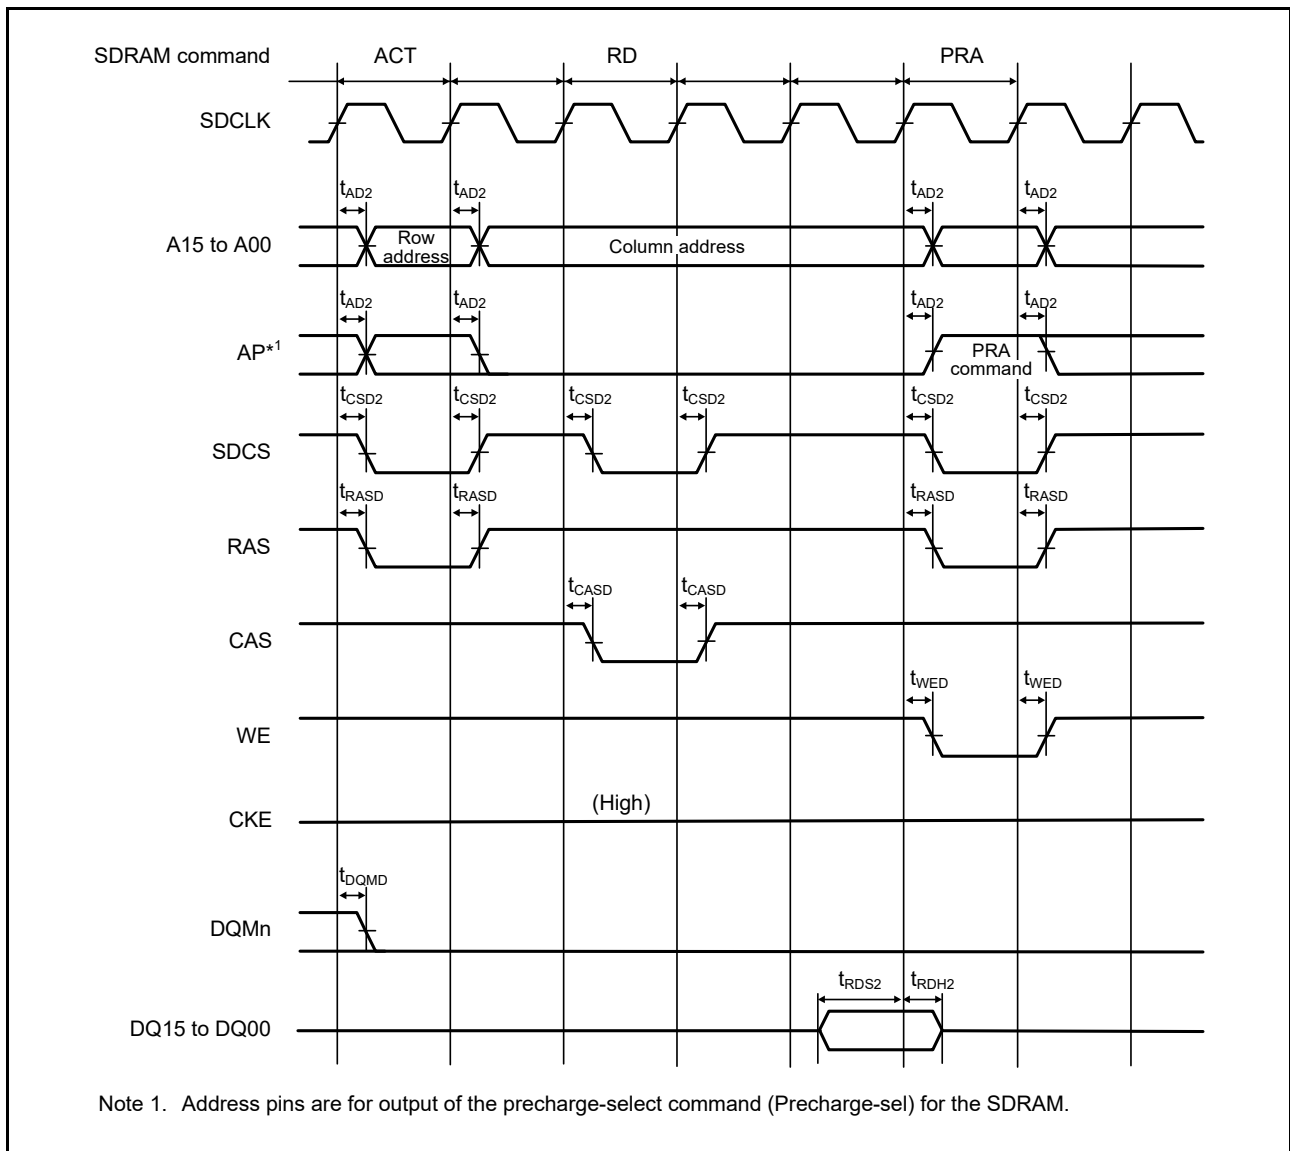 SDRAM command ACT RD PRA
SDCLK
tAD2 tAD2 tAD2 tAD2
A15 to A00
Row
address
Column address
tAD2 tAD2 tAD2 tAD2
AP*1
PRA
command
tCSD2 tCSD2 tCSD2 tCSD2 tCSD2 tCSD2
SDCS
tRASD tRASD tRASD tRASD
RAS
tCASD tCASD
CAS
tWED tWED
WE
(High)
CKE
tDQMD
DQMn
tRDS2 tRDH2
DQ15 to DQ00
Note 1. Address pins are for output of the precharge-select command (Precharge-sel) for the SDRAM.